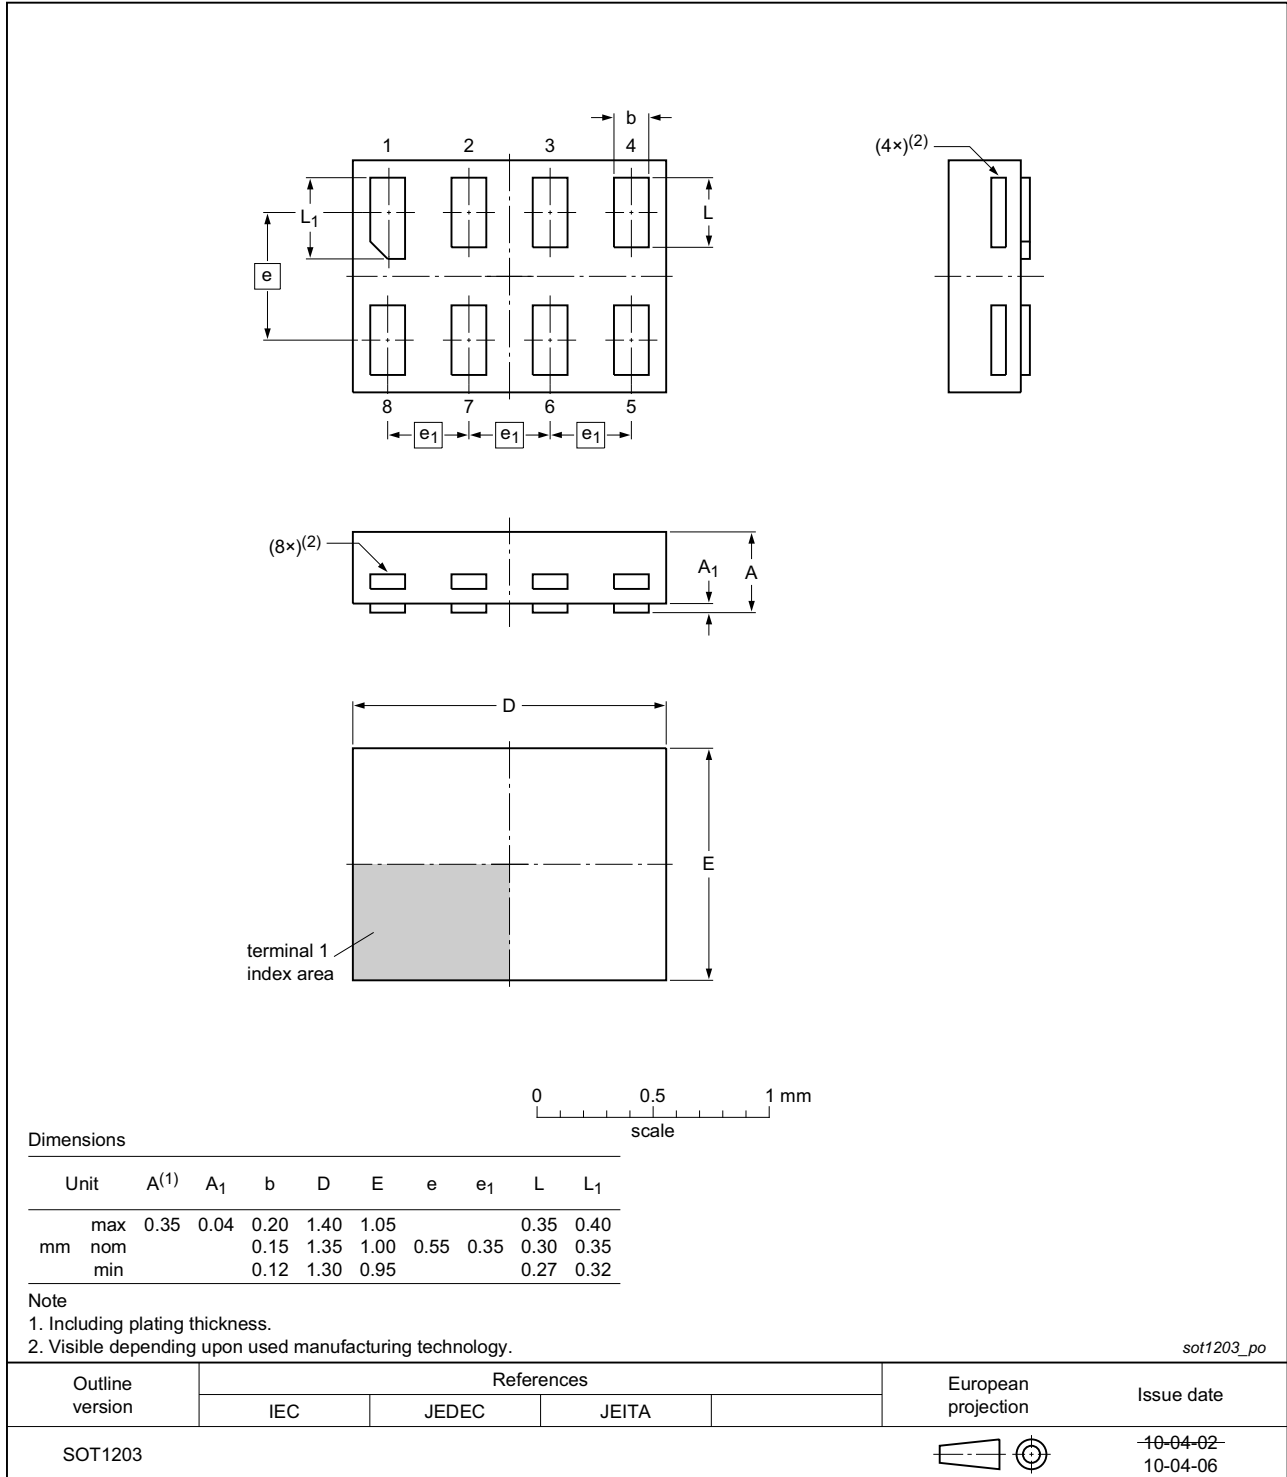 b
1 2 3 4
(4×)(2)
L1
L
e
8 7 6 5
e1 e1 e1
(8×)(2)
A1 A
D
E
terminal 1
index area
0 0.5 1 mm
scale
Dimensions
Unit A(1) A1 b D E e e1 L L1
max 0.35 0.04 0.20 1.40 1.05 0.35 0.40
mm nom 0.15 1.35 1.00 0.55 0.35 0.30 0.35
min 0.12 1.30 0.95 0.27 0.32
Note
1. Including plating thickness.
2. Visible depending upon used manufacturing technology.
sot1203_po
Outline
version
References
IEC JEDEC JEITA
European
projection
Issue date
SOT1203
10-04-02
10-04-06